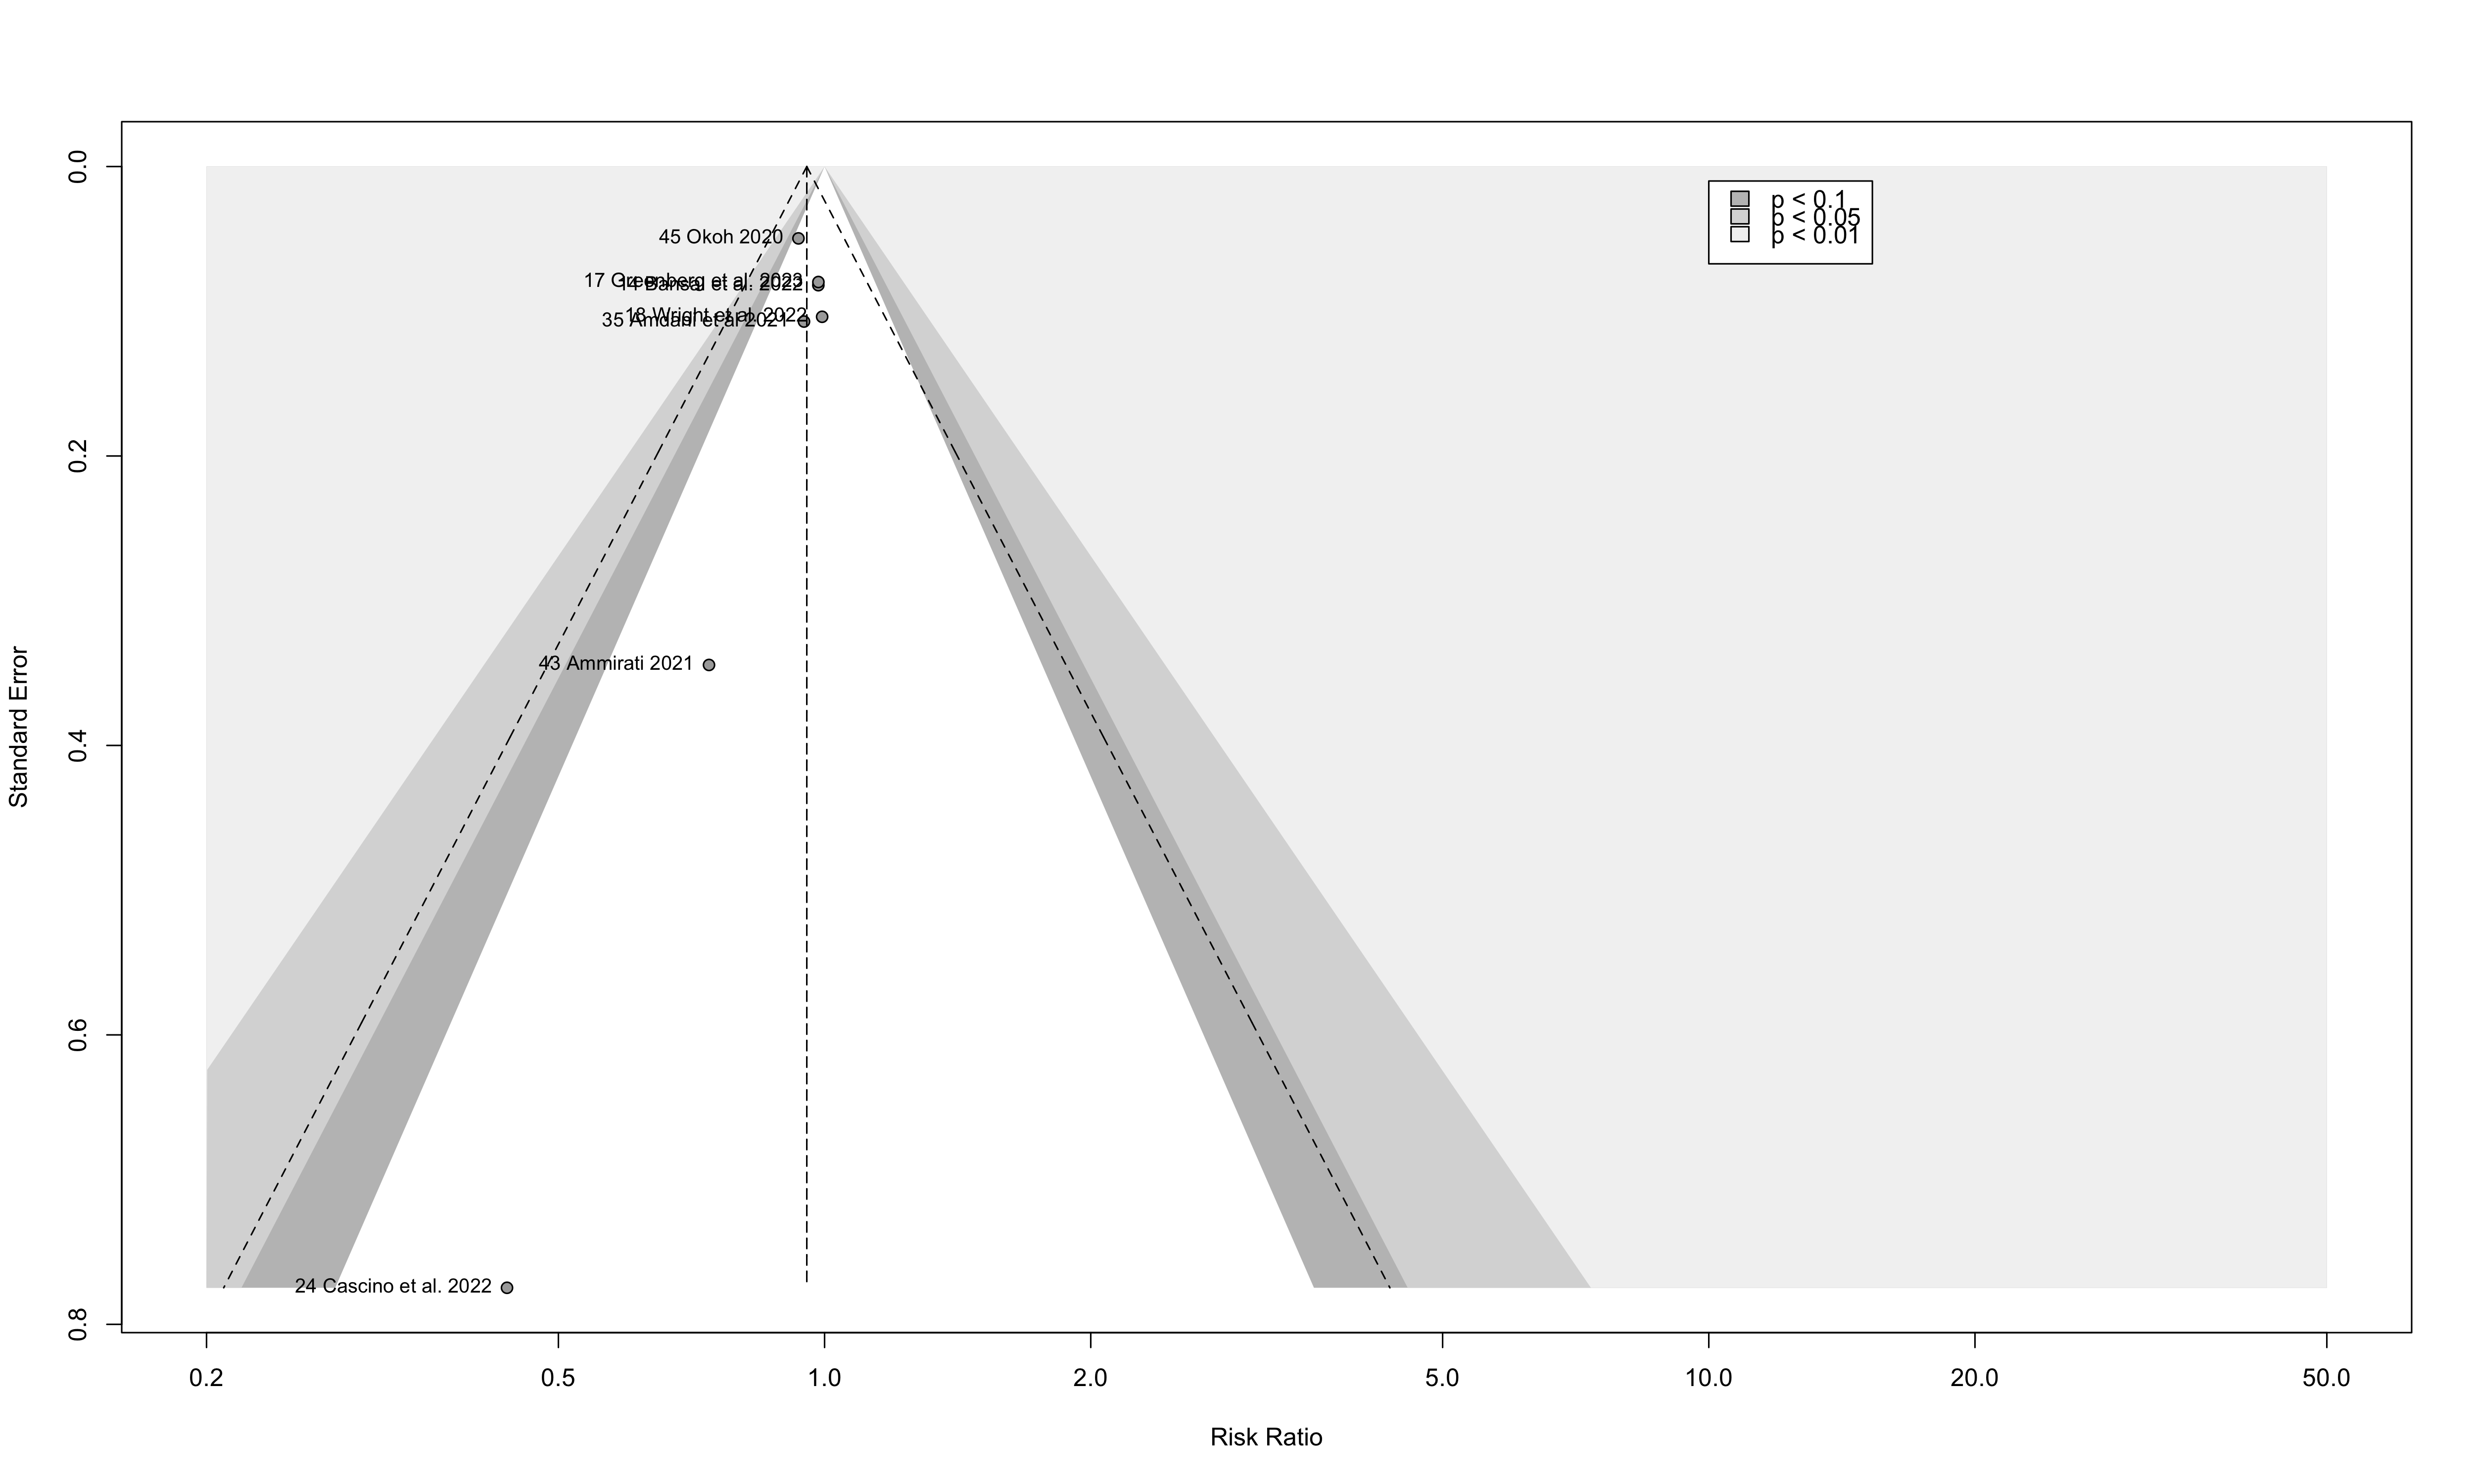 0.0
0.2
0.4
0.6
0.8
Standard Error
p < 0.1
p < 0.05
p < 0.01
45 Okoh 2020
17 Greenberg et al. 2023
14 Bansal et al. 2022
18 Wright et al. 2022
35 Amdani et al 2021
43 Ammirati 2021
24 Cascino et al. 2022
0.2 0.5 1.0 2.0 5.0 10.0 20.0 50.0
Risk Ratio